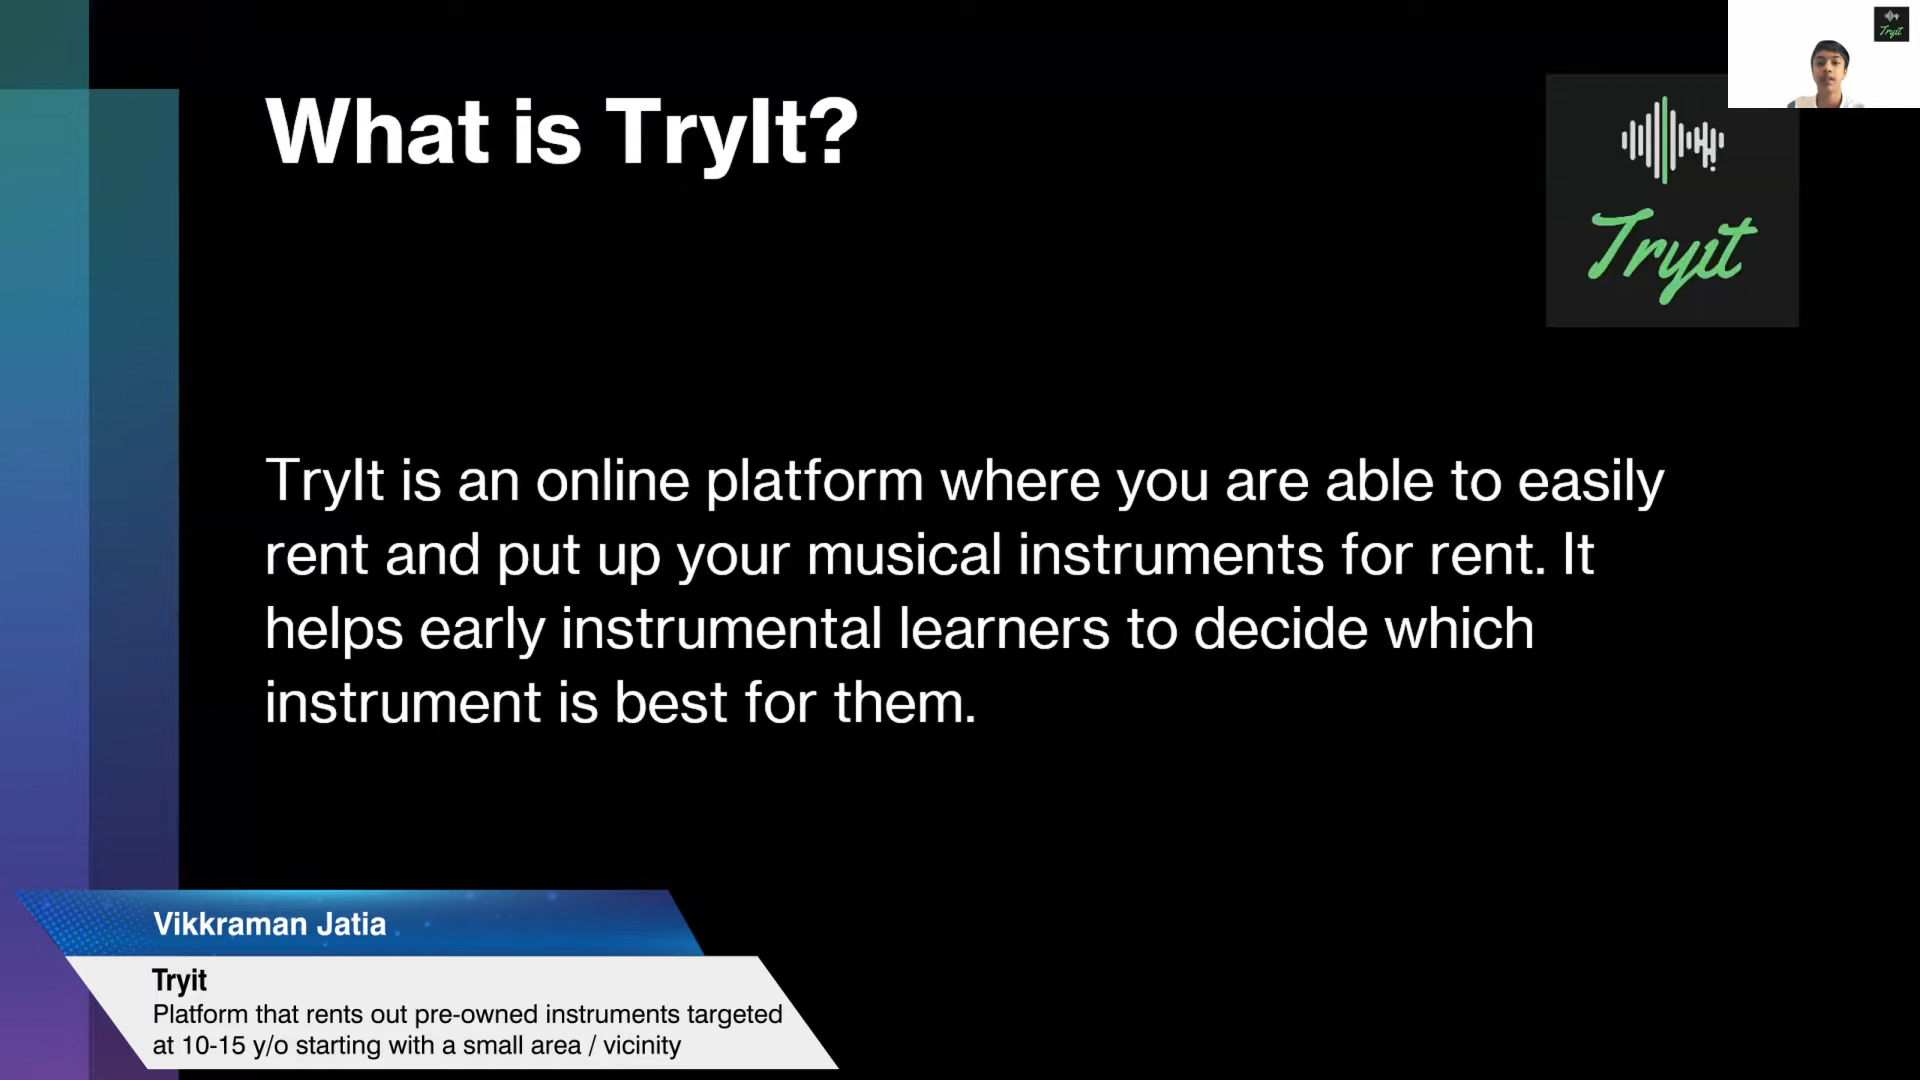 What is TryIt?
Tryit
Tryit
TryIt is an online platform where you are able to easily
rent and put up your musical instruments for rent. It
helps early instrumental learners to decide which
instrument is best for them.
Vikkraman Jatia
Tryit
Platform that rents out pre-owned instruments targeted
at 10-15 y/o starting with a small area / vicinity